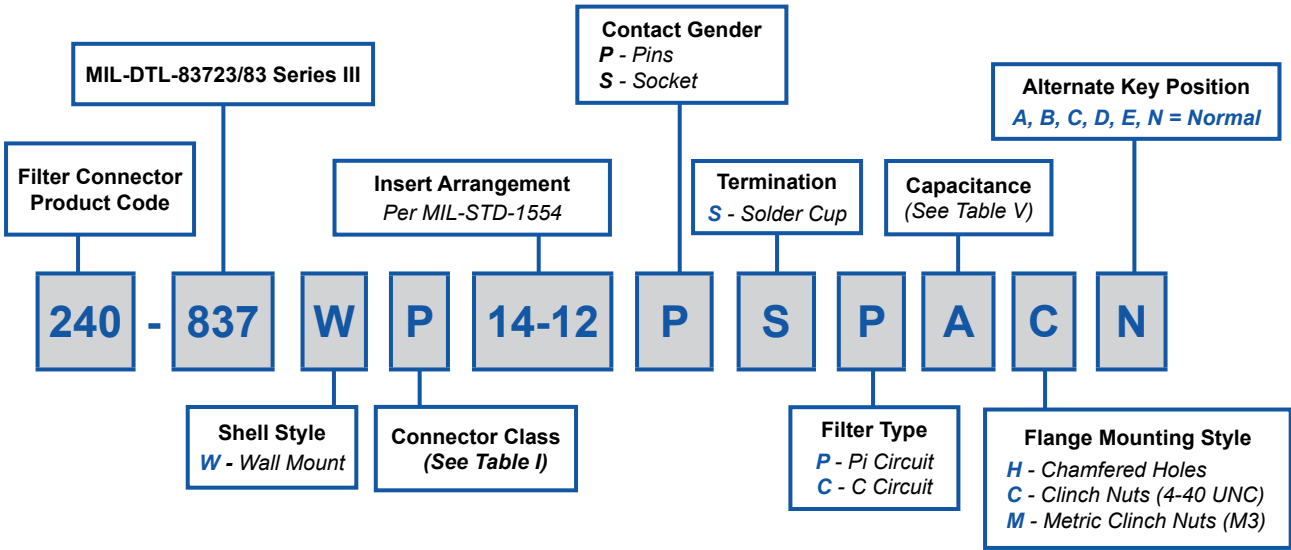 Contact Gender
P - Pins
S - Socket
MIL-DTL-83723/83 Series III
Alternate Key Position
A, B, C, D, E, N = Normal
Filter Connector
Product Code
Insert Arrangement
Per MIL-STD-1554
Termination
S - Solder Cup
Capacitance
(See Table V)
240 - 837 W P 14-12 P S P A C N
Shell Style
W - Wall Mount
Connector Class
(See Table I)
Filter Type
P - Pi Circuit
C - C Circuit
Flange Mounting Style
H - Chamfered Holes
C - Clinch Nuts (4-40 UNC)
M - Metric Clinch Nuts (M3)